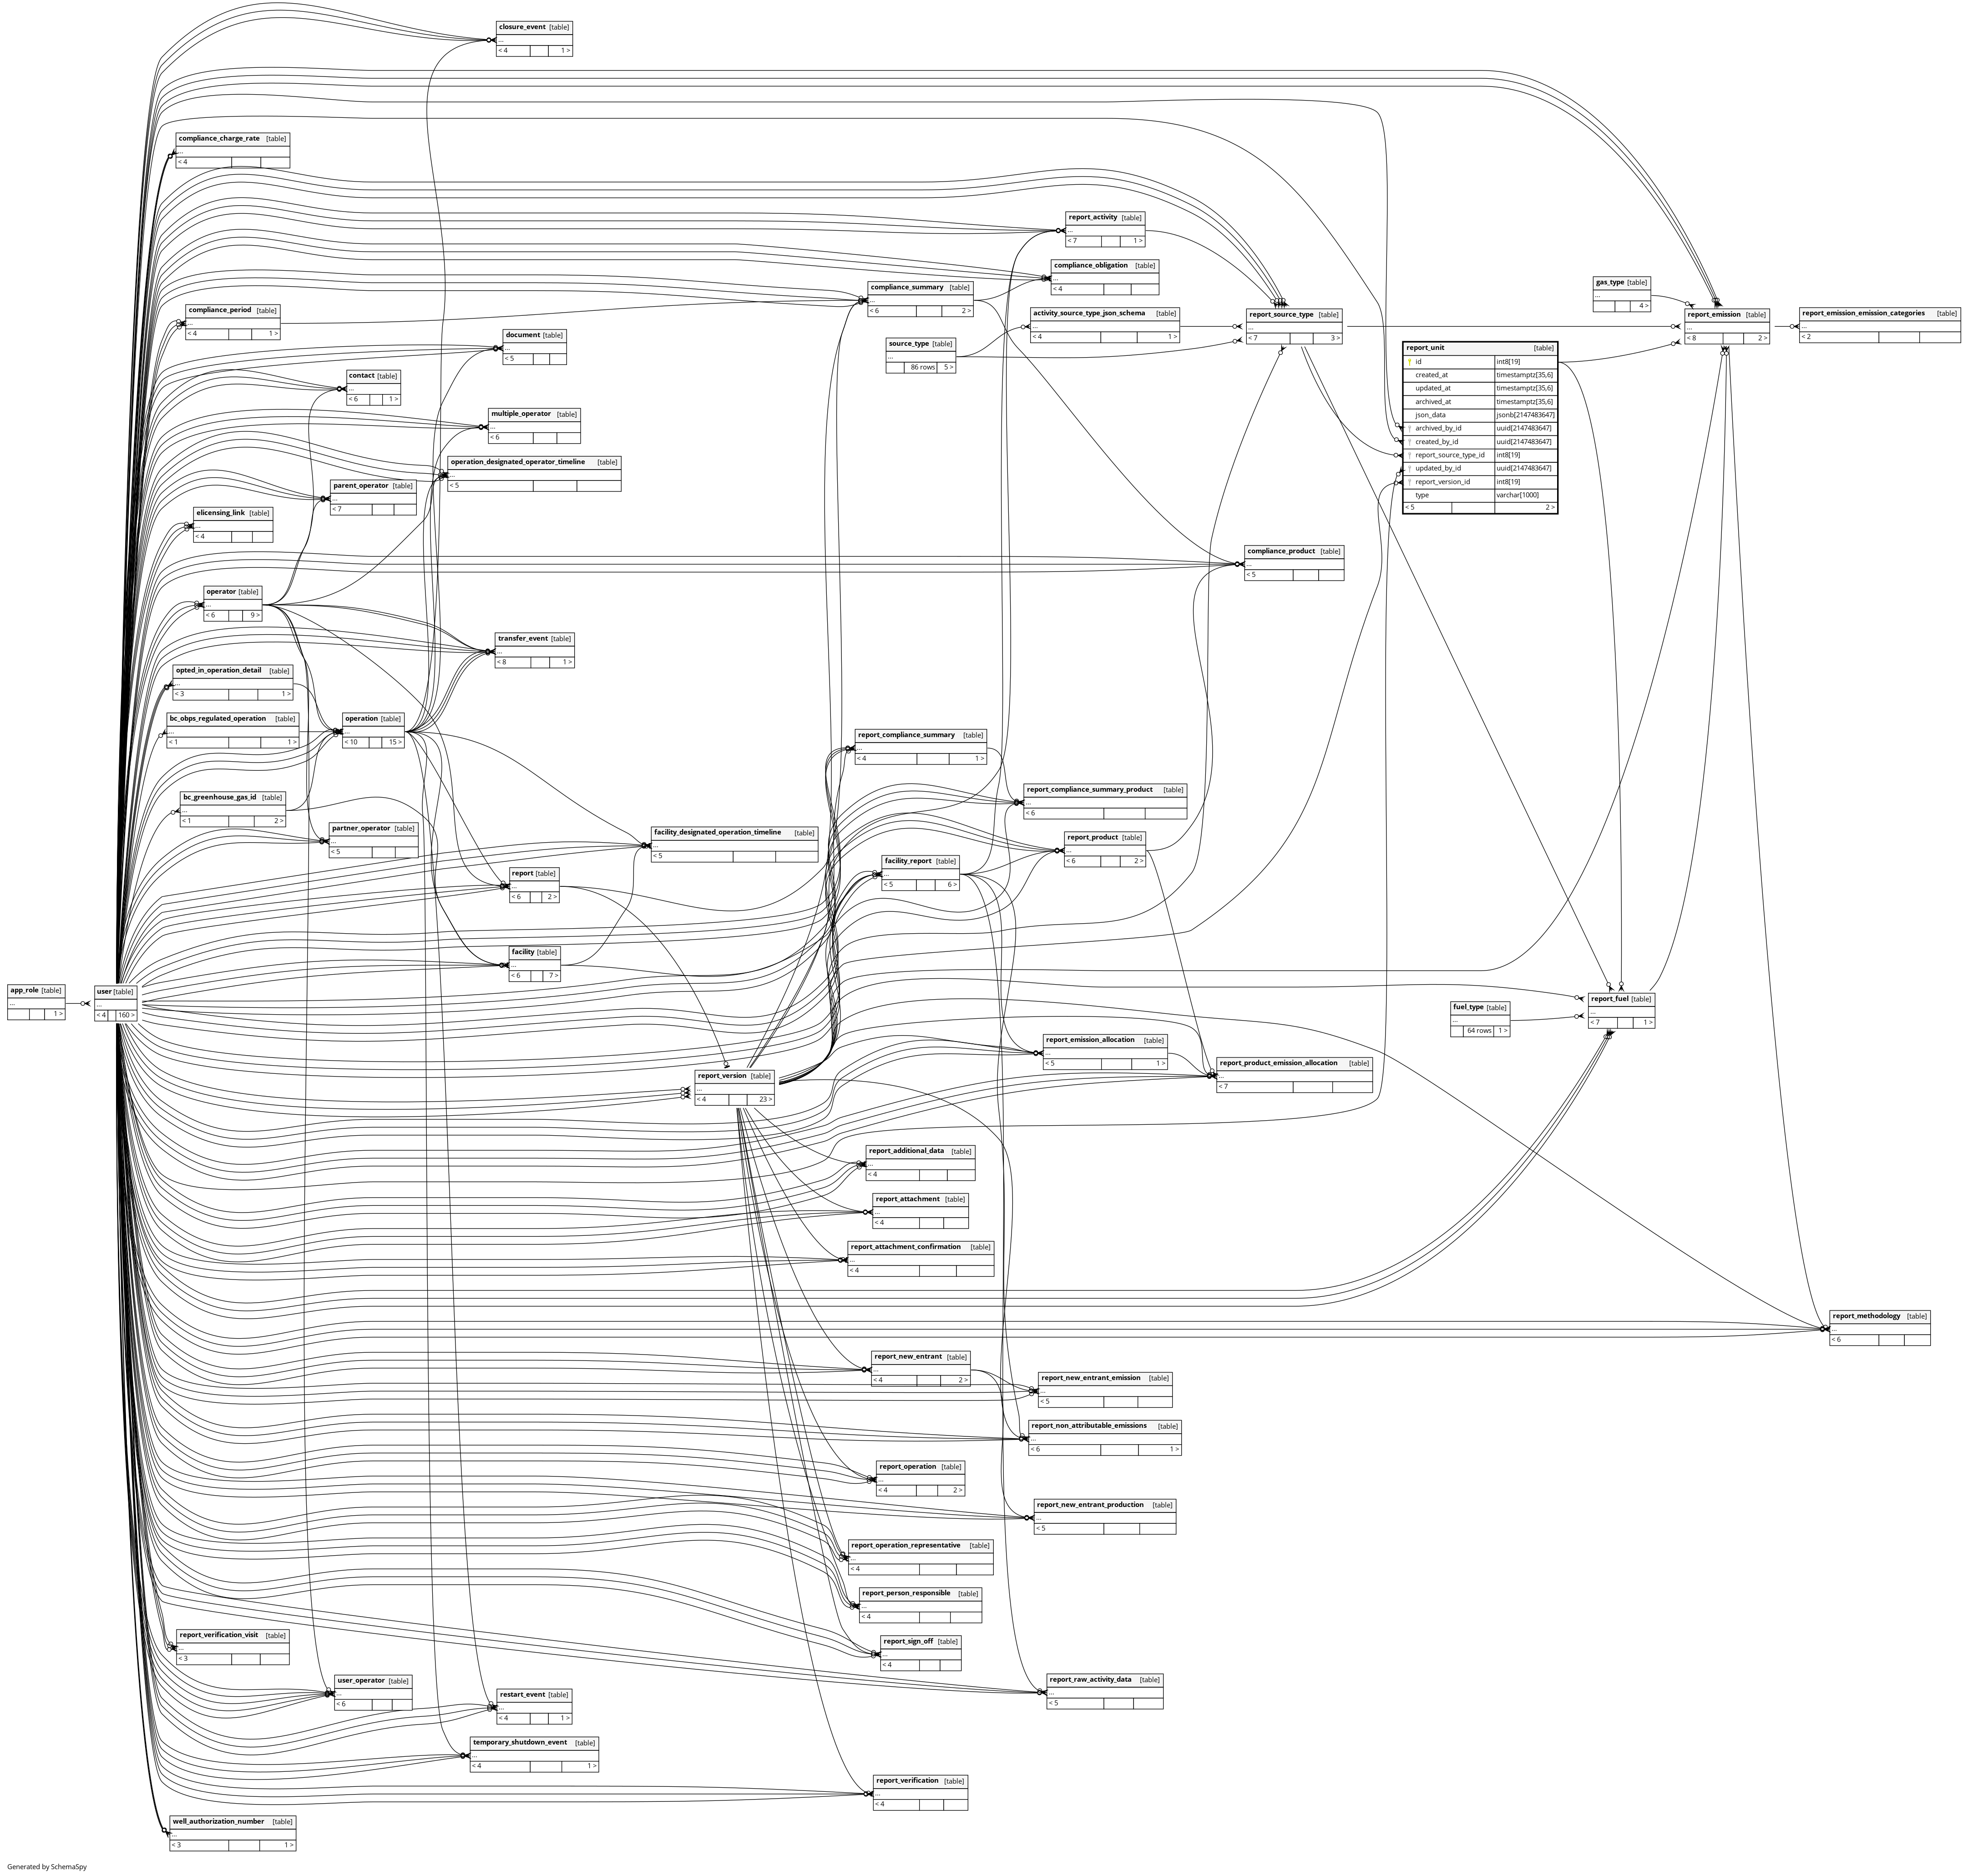 closure_event [table]
...
< 4 1 >
compliance_charge_rate [table]
...
< 4
report_activity [table]
...
< 7 1 >
compliance_obligation [table]
...
< 4
compliance_summary [table]
...
< 6 2 >
gas_type [table]
...
4 >
compliance_period [table]
...
< 4 1 >
activity_source_type_json_schema [table]
...
< 4 1 >
report_source_type [table]
...
< 7 3 >
report_emission [table]
...
< 8 2 >
report_emission_emission_categories [table]
...
< 2
document [table]
...
< 5
source_type [table]
...
86 rows 5 >
report_unit [table]
id int8[19]
created_at timestamptz[35,6]
updated_at timestamptz[35,6]
archived_at timestamptz[35,6]
json_data jsonb[2147483647]
archived_by_id uuid[2147483647]
created_by_id uuid[2147483647]
report_source_type_id int8[19]
updated_by_id uuid[2147483647]
report_version_id int8[19]
type varchar[1000]
< 5 2 >
contact [table]
...
< 6 1 >
multiple_operator [table]
...
< 6
operation_designated_operator_timeline [table]
...
< 5
parent_operator [table]
...
< 7
elicensing_link [table]
...
< 4
compliance_product [table]
...
< 5
operator [table]
...
< 6 9 >
transfer_event [table]
...
< 8 1 >
opted_in_operation_detail [table]
...
< 3 1 >
bc_obps_regulated_operation [table]
...
< 1 1 >
operation [table]
...
< 10 15 >
report_compliance_summary [table]
...
< 4 1 >
bc_greenhouse_gas_id [table]
...
< 1 2 >
report_compliance_summary_product [table]
...
< 6
partner_operator [table]
...
< 5
facility_designated_operation_timeline [table]
...
< 5
report_product [table]
...
< 6 2 >
facility_report [table]
...
< 5 6 >
report [table]
...
< 6 2 >
facility [table]
...
< 6 7 >
app_role [table]
...
1 >
user [table]
...
< 4 160 >
fuel_type [table]
...
64 rows 1 >
report_fuel [table]
...
< 7 1 >
report_emission_allocation [table]
...
< 5 1 >
report_product_emission_allocation [table]
...
< 7
report_version [table]
...
< 4 23 >
report_additional_data [table]
...
< 4
report_attachment [table]
...
< 4
report_attachment_confirmation [table]
...
< 4
report_methodology [table]
...
< 6
report_new_entrant [table]
...
< 4 2 >
report_new_entrant_emission [table]
...
< 5
report_non_attributable_emissions [table]
...
< 6 1 >
report_operation [table]
...
< 4 2 >
report_new_entrant_production [table]
...
< 5
report_operation_representative [table]
...
< 4
report_person_responsible [table]
...
< 4
report_verification_visit [table]
...
< 3
report_sign_off [table]
...
< 4
user_operator [table]
...
< 6
report_raw_activity_data [table]
...
< 5
restart_event [table]
...
< 4 1 >
temporary_shutdown_event [table]
...
< 4 1 >
report_verification [table]
...
< 4
well_authorization_number [table]
...
< 3 1 >
Generated by SchemaSpy